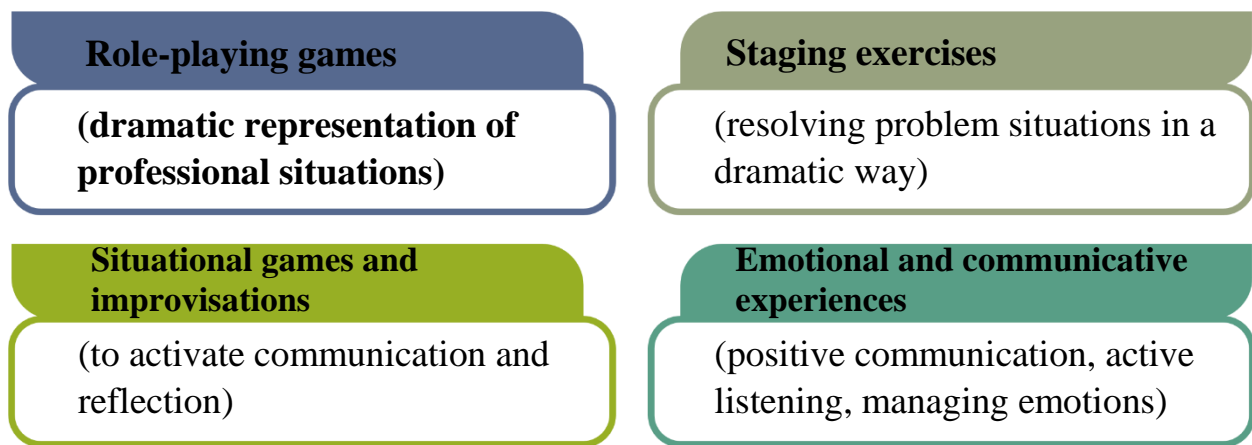 Role-playing games
(dramatic representation of
professional situations)
Staging exercises
(resolving problem situations in a
dramatic way)
Situational games and
improvisations
(to activate communication and
reflection)
Emotional and communicative
experiences
(positive communication, active
listening, managing emotions)